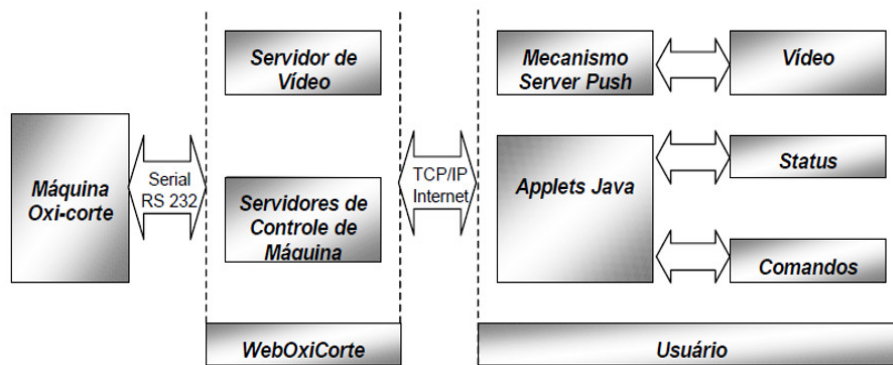 Máquina
Oxi-corte
Serial
RS 232
Servidor de
Vídeo
Servidores de
Controle de
Máquina
WebOxiCorte
TCP/IP
Internet
Mecanismo
Server Push
Vídeo
Applets Java
Status
Comandos
Usuário